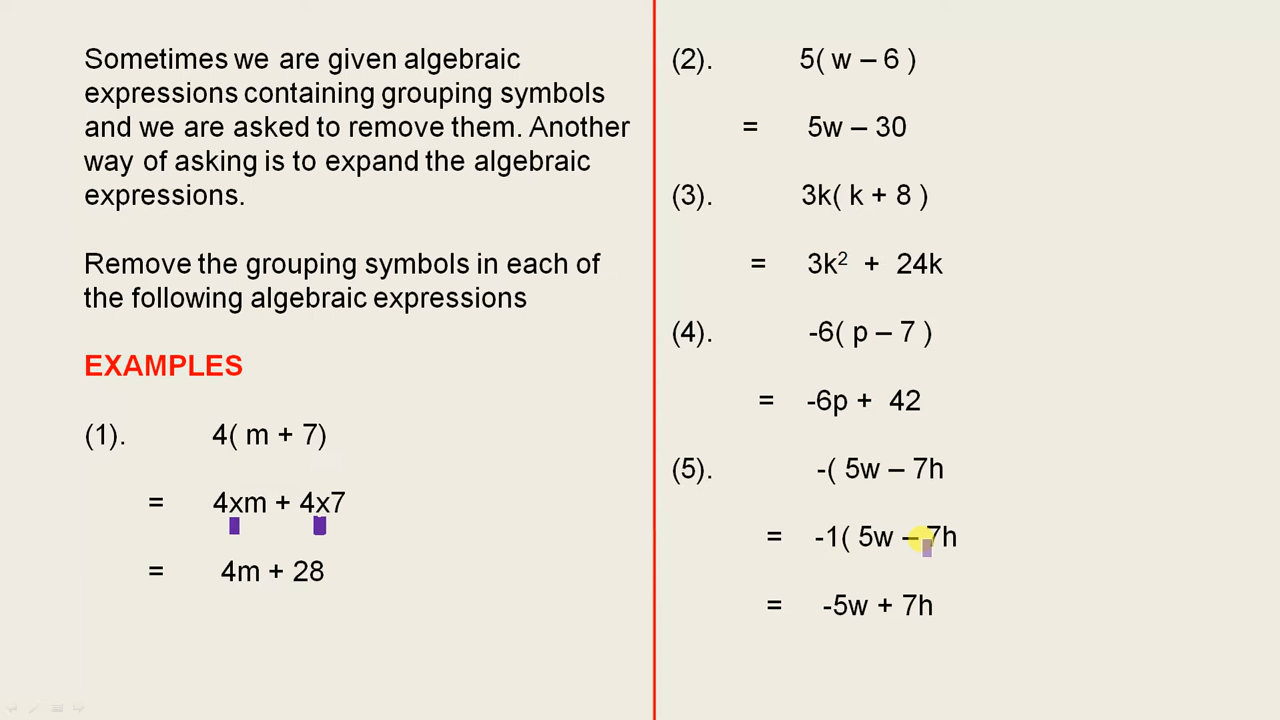 Sometimes we are given algebraic
expressions containing grouping symbols
and we are asked to remove them. Another
way of asking is to expand the algebraic
expressions.
Remove the grouping symbols in each of
the following algebraic expressions
EXAMPLES
(1). 4( m + 7)
= 4xm + 4x7
= 4m + 28
(2). 5( w – 6 )
= 5w – 30
(3). 3k( k + 8 )
= 3k² + 24k
(4). -6( p – 7 )
= -6p + 42
(5). -( 5w – 7h
= -1( 5w – 7h
= -5w + 7h